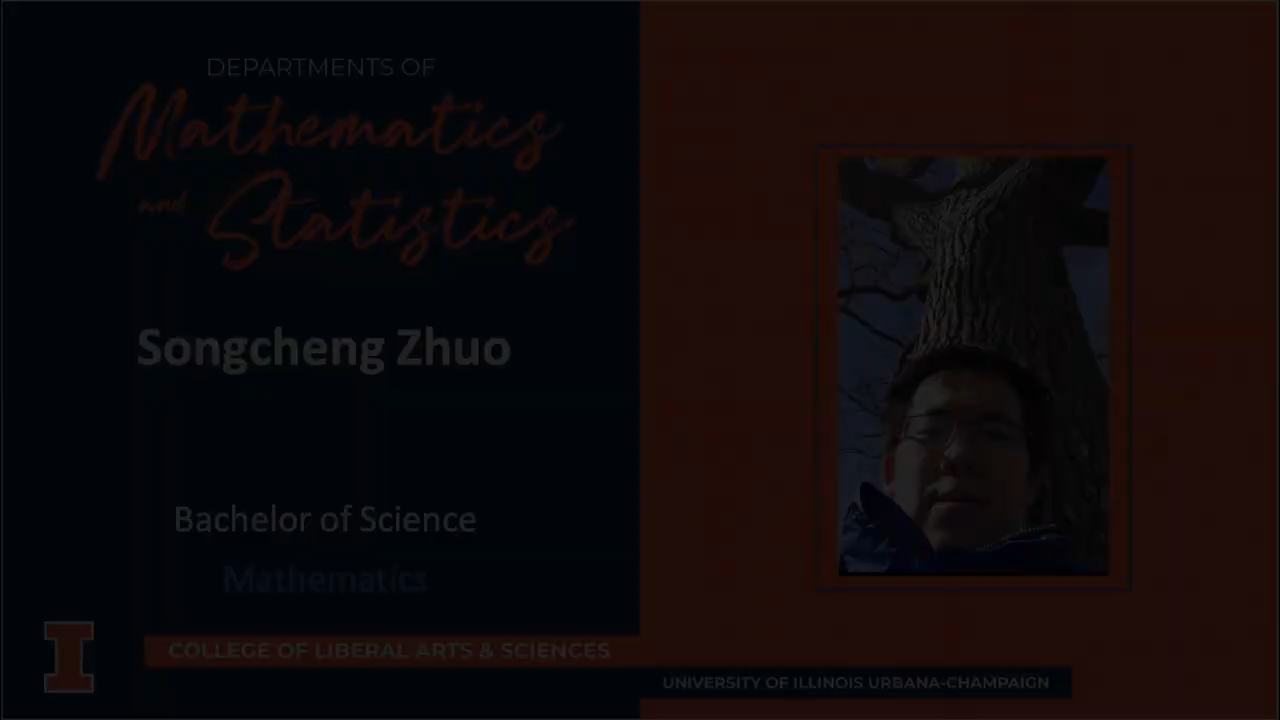 DEPARTMENTS OF
Mathematics
and Statistics
Songcheng Zhuo
Bachelor of Science
Mathematics
I
COLLEGE OF LIBERAL ARTS & SCIENCES
UNIVERSITY OF ILLINOIS URBANA-CHAMPAIGN